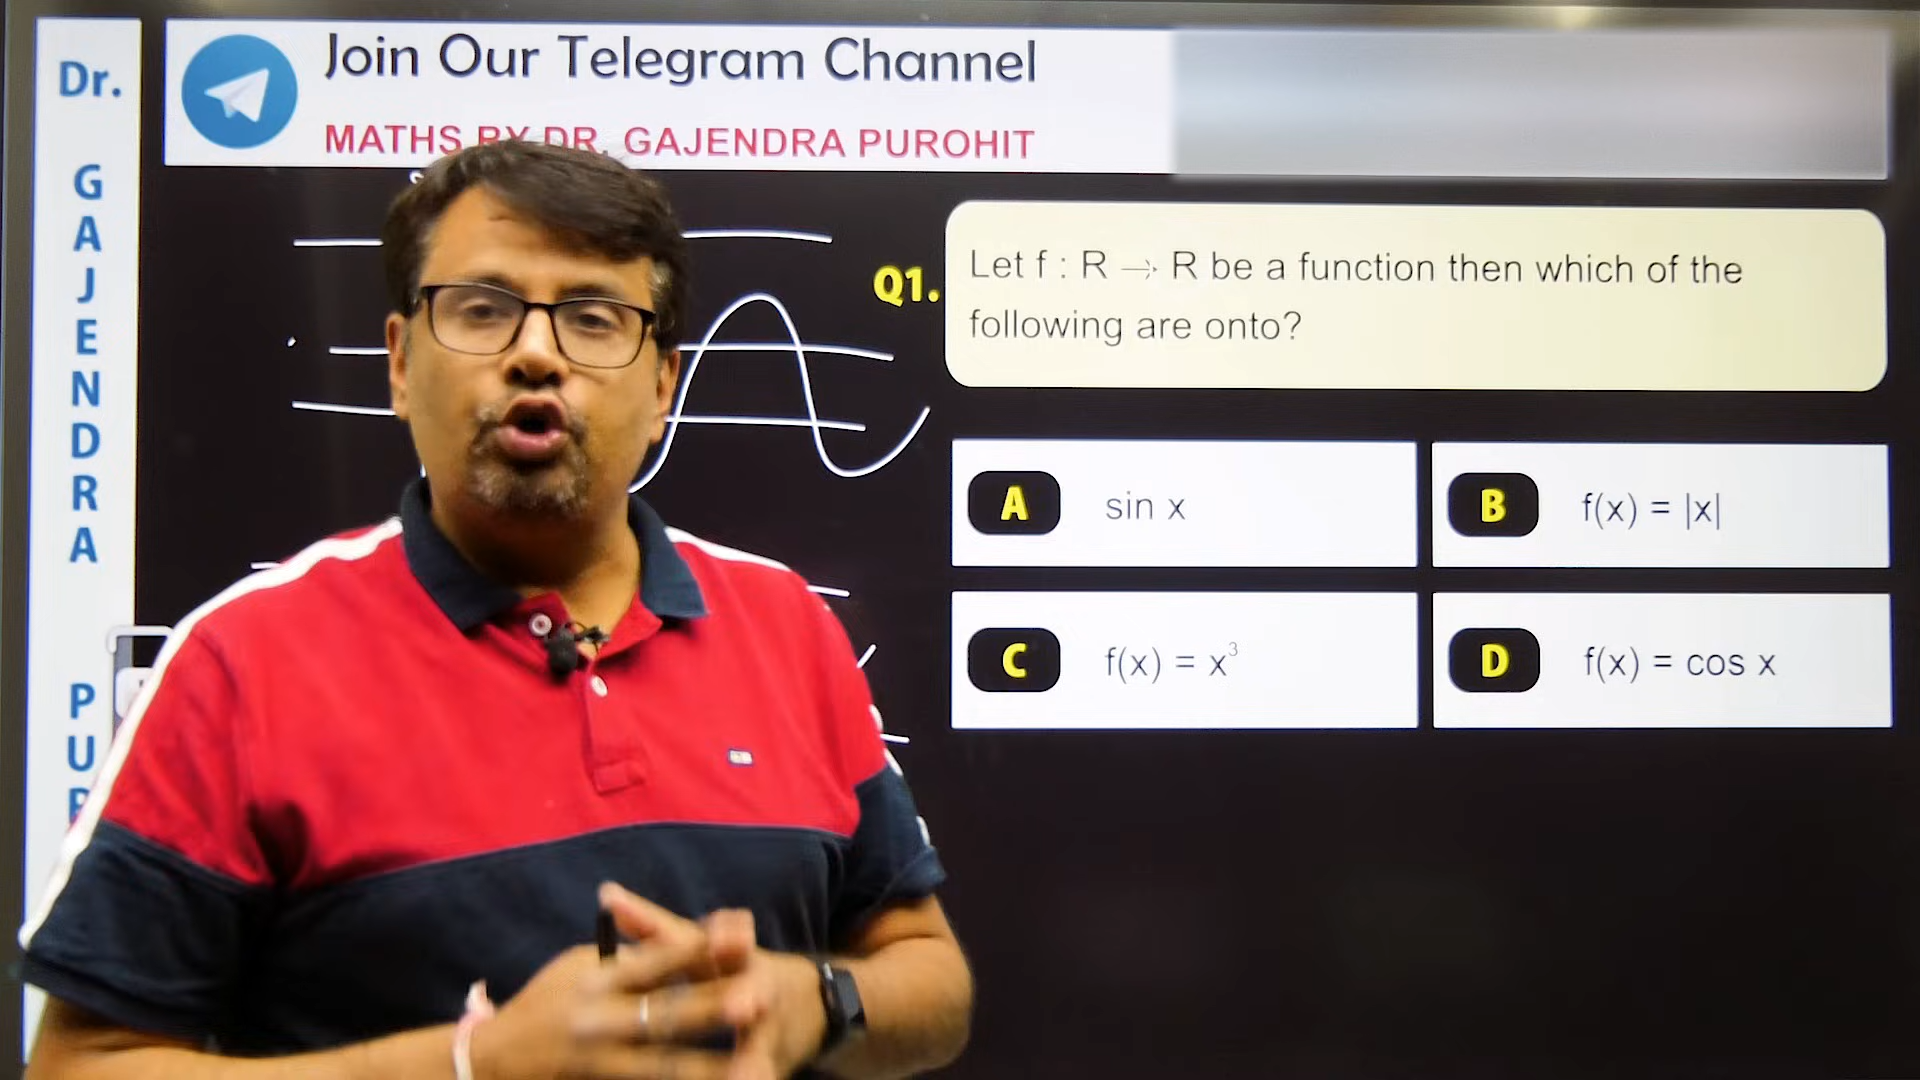 Dr.
GAJENDRA
PU
Join Our Telegram Channel
MATHS BY DR. GAJENDRA PUROHIT
Q1.
Let f : R → R be a function then which of the
following are onto?
A sin x
B f(x) = |x|
C f(x) = x³
D f(x) = cos x